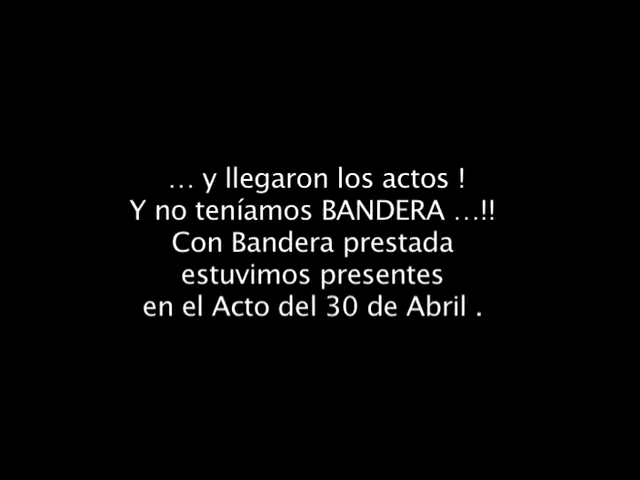 … y llegaron los actos !
Y no teníamos BANDERA …!!
Con Bandera prestada
estuvimos presentes
en el Acto del 30 de Abril .